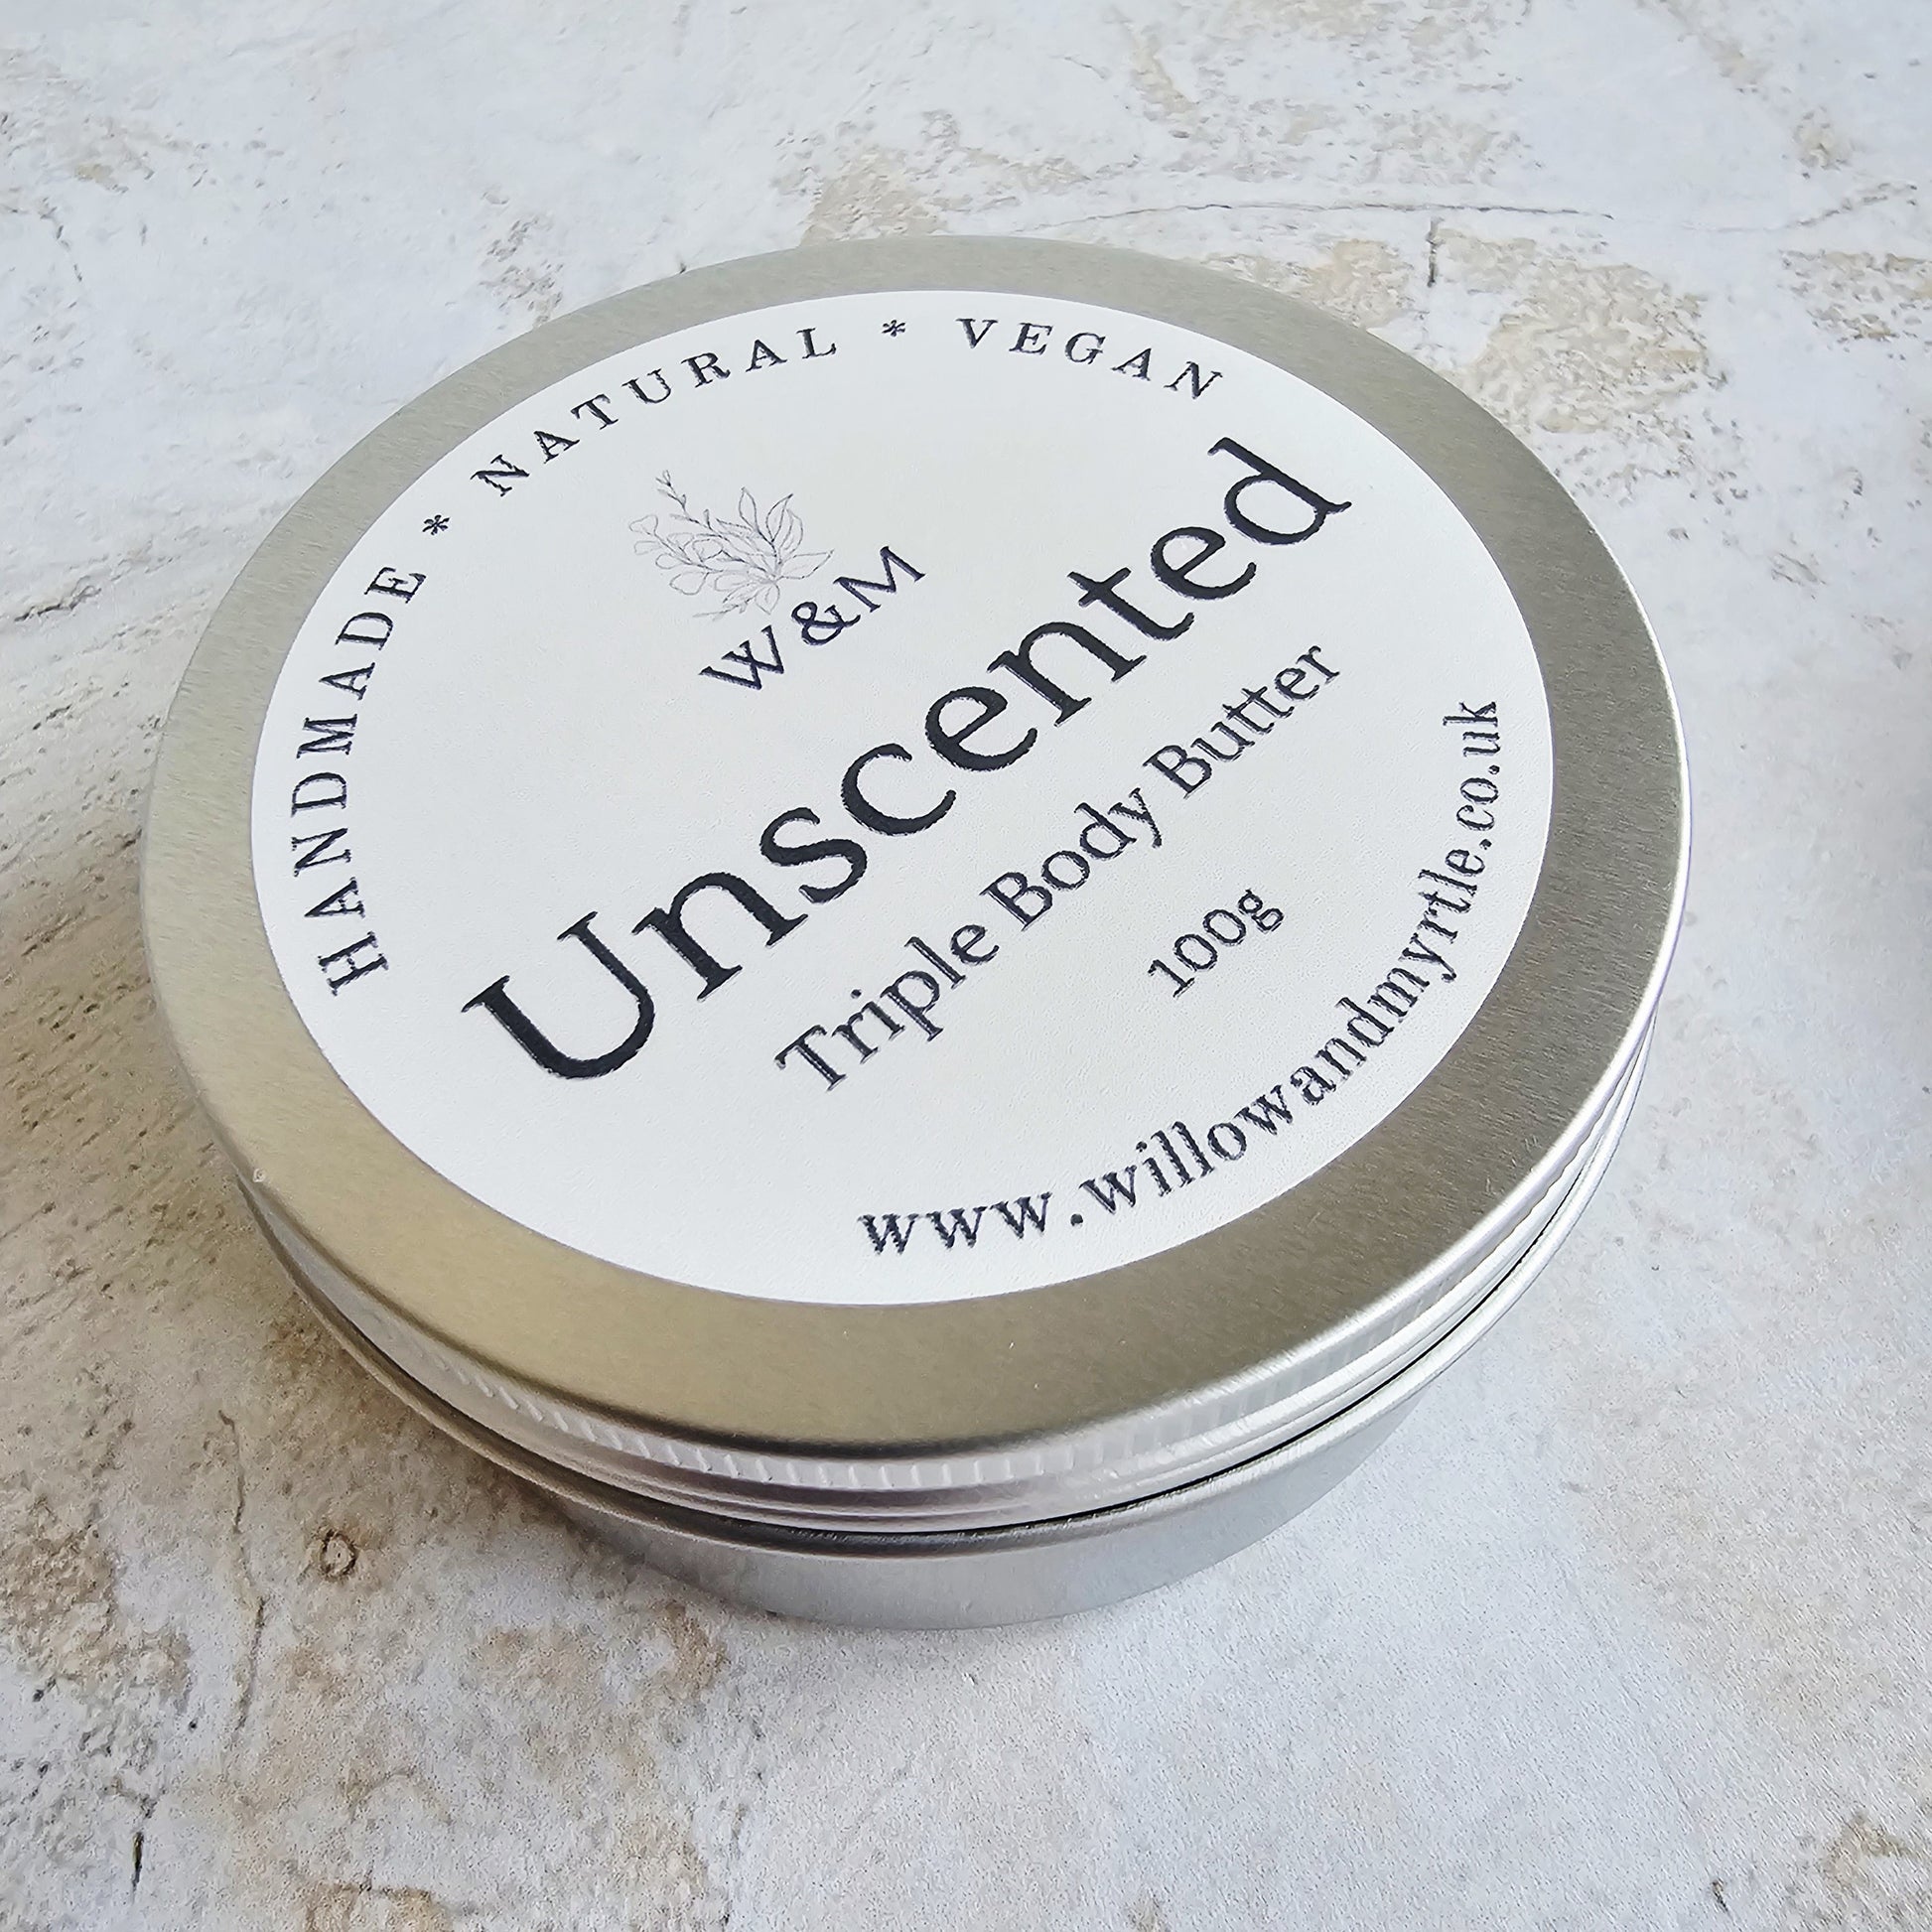 HANDMADE * NATURAL * VEGAN
W&M
Unscented
Triple Body Butter
100g
www.willowandmyrtle.co.uk